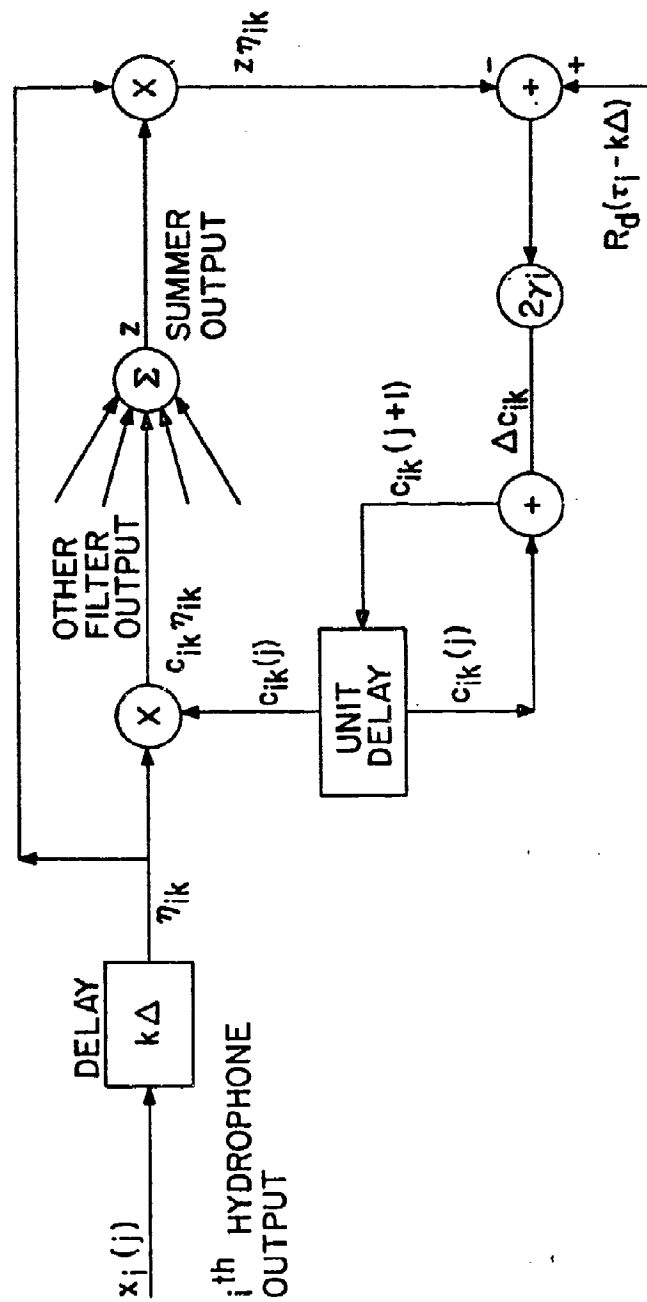 x_i(j)
i^th HYDROPHONE
OUTPUT
DELAY
kΔ
η_ik
X
c_ik η_ik
OTHER
FILTER
OUTPUT
Σ
z
SUMMER
OUTPUT
X
z η_ik
c_ik(j)
UNIT
DELAY
c_ik(j)
c_ik(j+1)
+
Δc_ik
2γ_i
-
+
+
R_d(τ_i - kΔ)